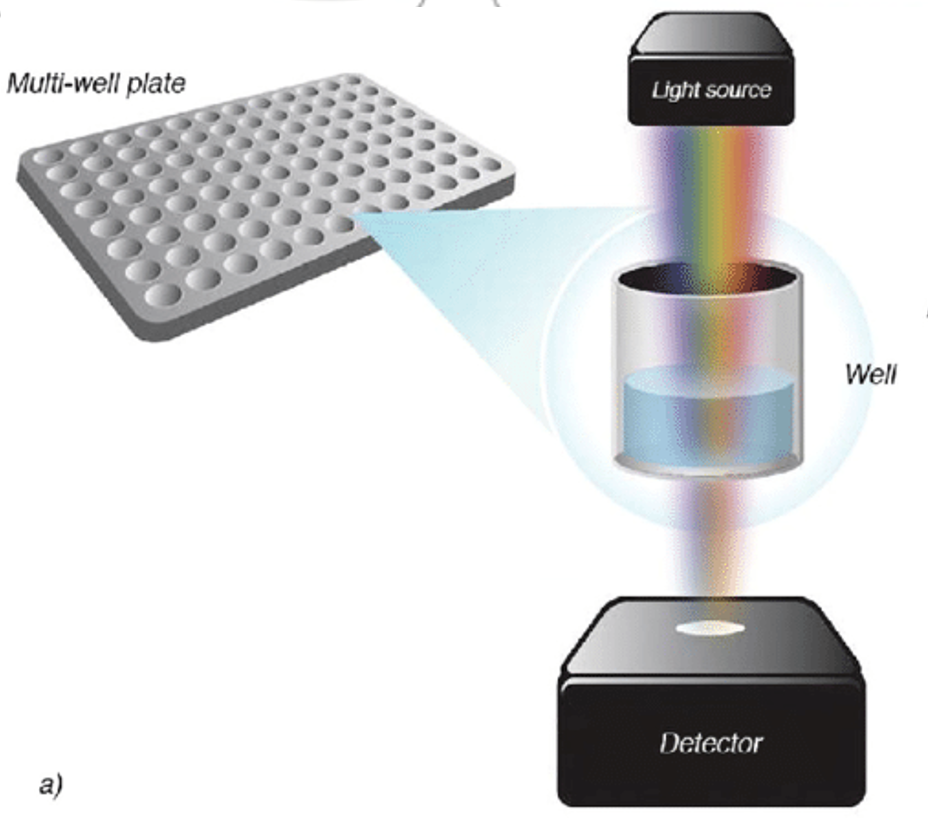 Multi-well plate
Light source
Well
Detector
a)